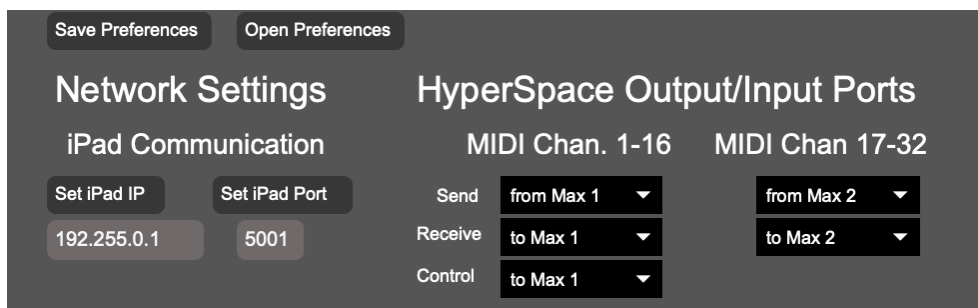 Save Preferences Open Preferences
Network Settings HyperSpace Output/Input Ports
iPad Communication MIDI Chan. 1-16 MIDI Chan 17-32
Set iPad IP Set iPad Port Send from Max 1 from Max 2
192.255.0.1 5001 Receive to Max 1 to Max 2
Control to Max 1